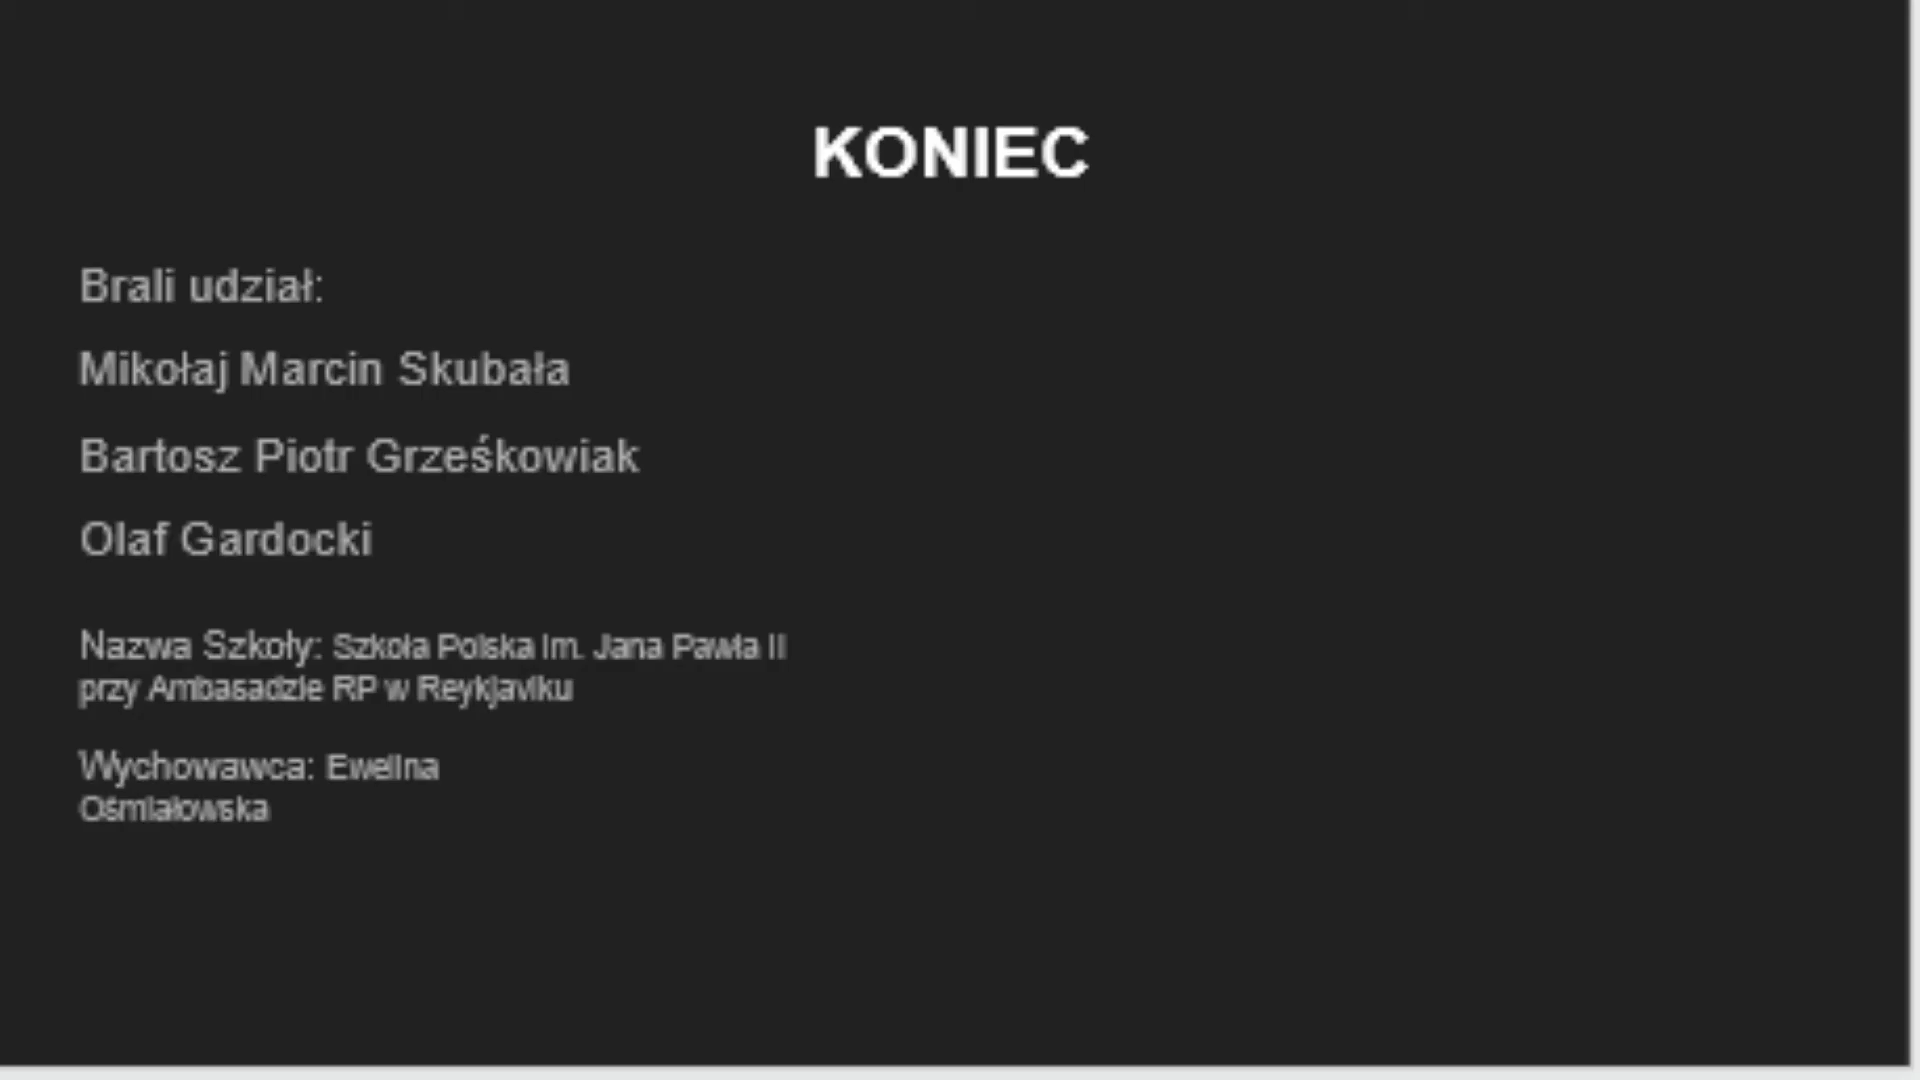 KONIEC
Brali udział:
Mikołaj Marcin Skubała
Bartosz Piotr Grześkowiak
Olaf Gardocki
Nazwa Szkoły: Szkoła Polska im. Jana Pawła II
przy Ambasadzie RP w Reykjaviku
Wychowawca: Ewelina
Ośmiałowska